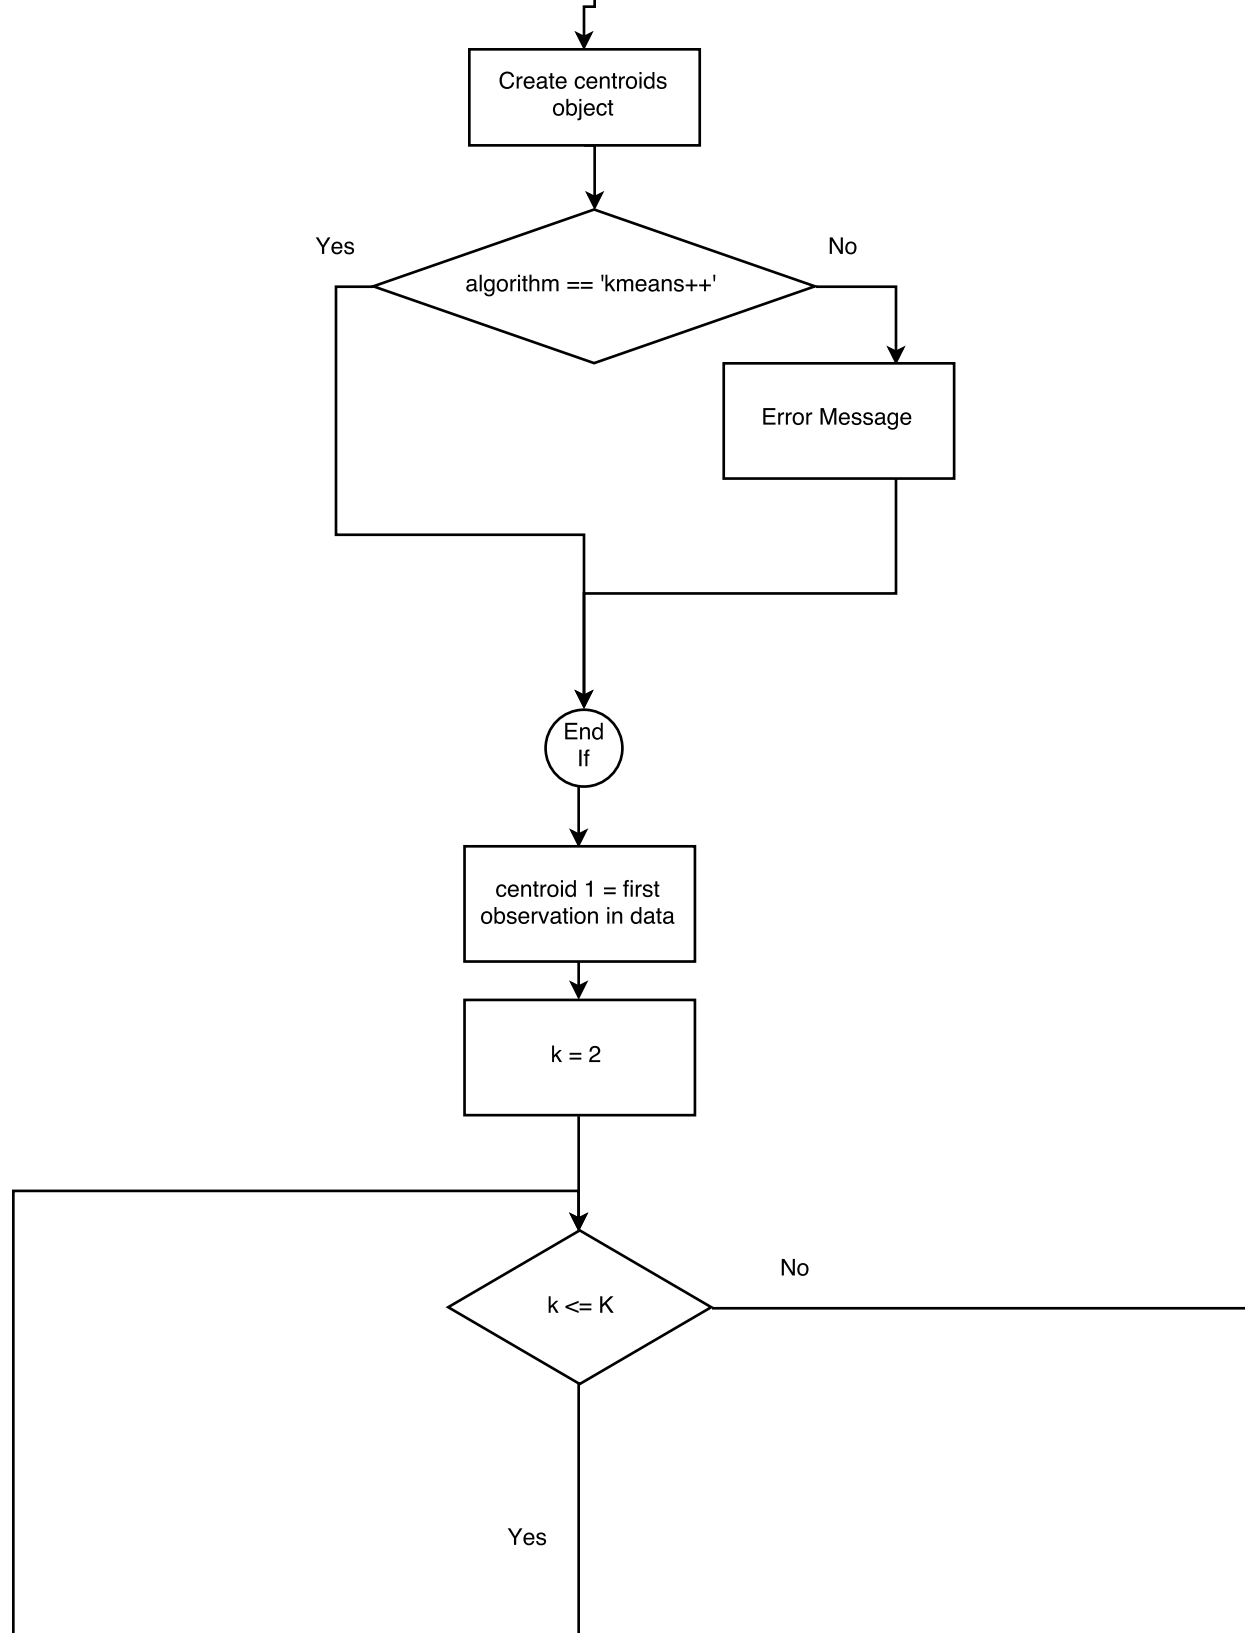 Create centroids
object
Yes
No
algorithm == 'kmeans++'
Error Message
End
If
centroid 1 = first
observation in data
k = 2
No
k <= K
Yes